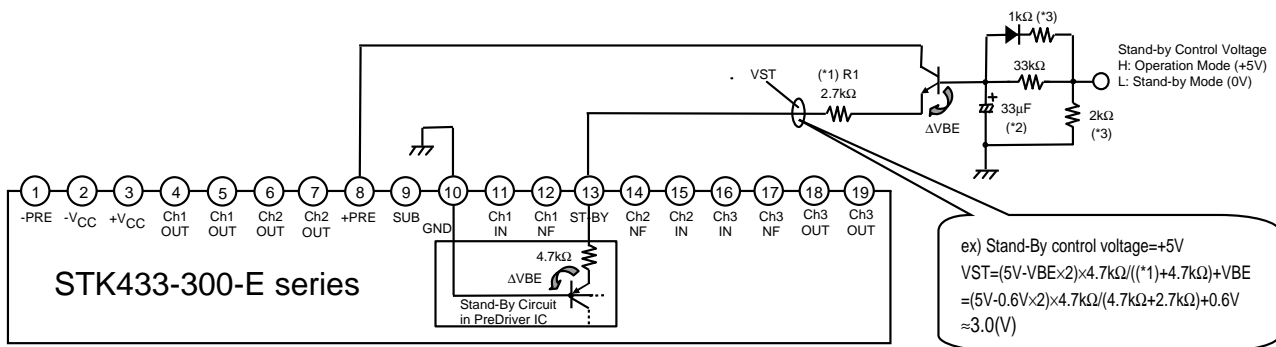 1kΩ (*3)
Stand-by Control Voltage
H: Operation Mode (+5V)
L: Stand-by Mode (0V)
VST
(*1) R1
2.7kΩ
33kΩ
ΔVBE
+
33µF
(*2)
2kΩ
(*3)
1 2 3 4 5 6 7 8 9 10 11 12 13 14 15 16 17 18 19
-PRE -VCC +VCC Ch1 OUT Ch1 OUT Ch2 OUT Ch2 OUT +PRE SUB GND Ch1 IN Ch1 NF ST-BY Ch2 NF Ch2 IN Ch3 IN Ch3 NF Ch3 OUT Ch3 OUT
4.7kΩ
ΔVBE
Stand-By Circuit
in PreDriver IC
STK433-300-E series
ex) Stand-By control voltage=+5V
VST=(5V-VBE×2)×4.7kΩ/((*1)+4.7kΩ)+VBE
=(5V-0.6V×2)×4.7kΩ/(4.7kΩ+2.7kΩ)+0.6V
≈3.0(V)